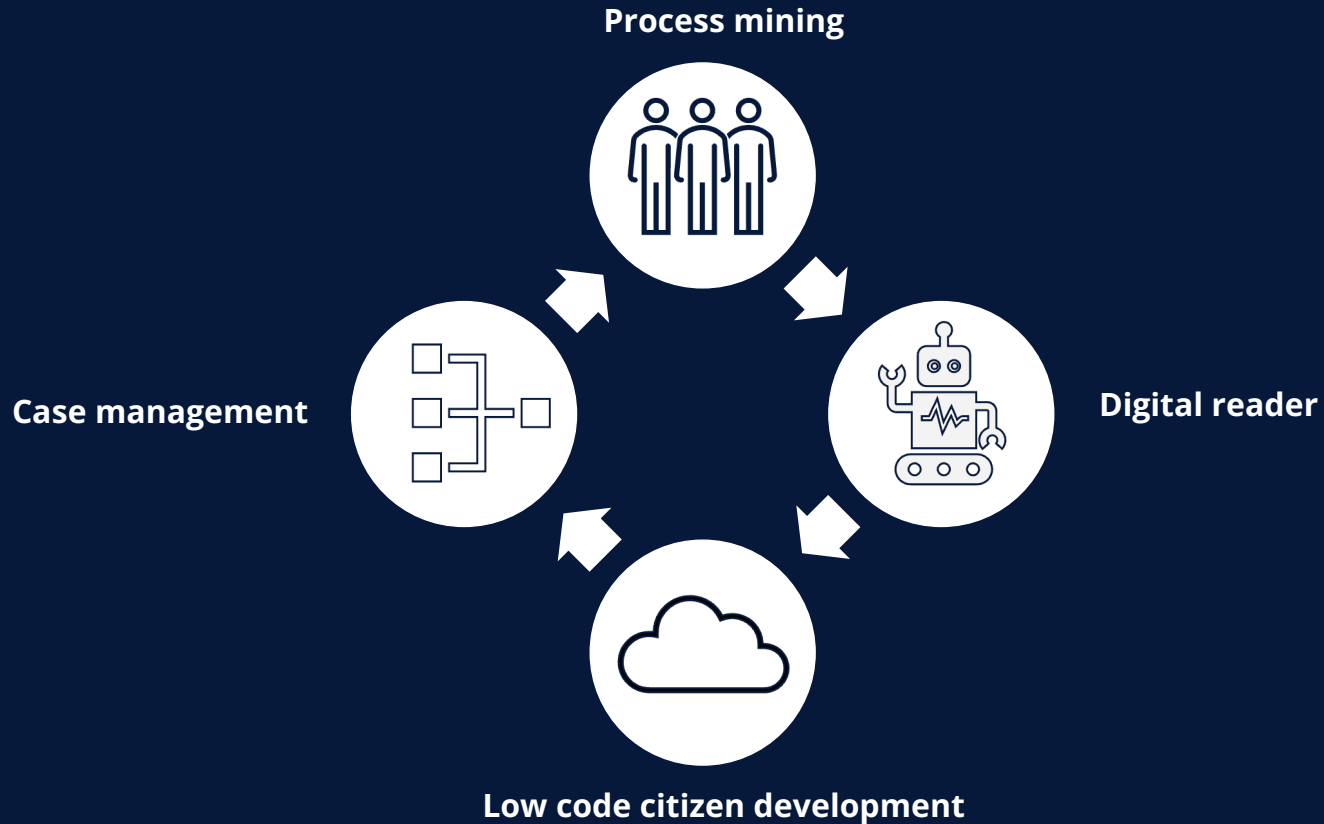 Process mining
Case management
Digital reader
Low code citizen development